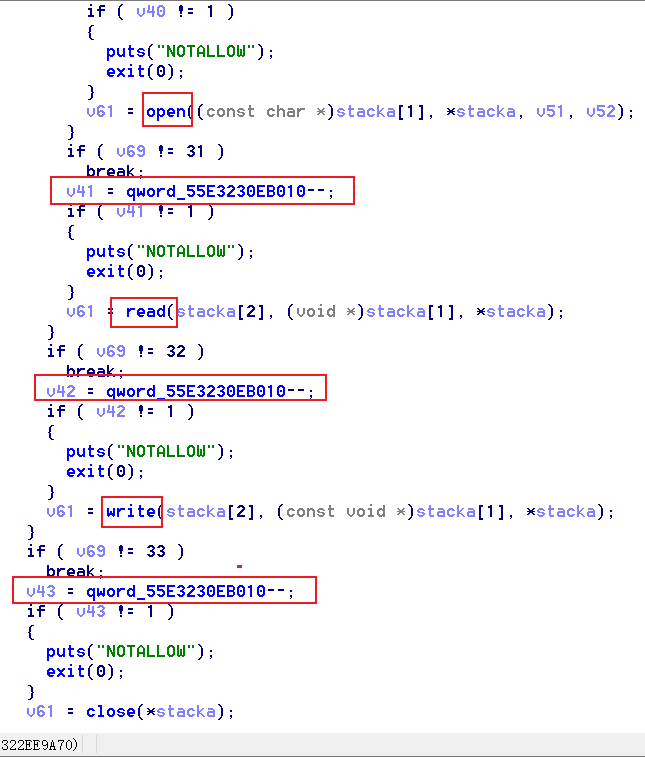 if ( v40 != 1 )
{
puts("NOTALLOW");
exit(0);
}
v61 = open((const char *)stacka[1], *stacka, v51, v52);
}
if ( v69 != 31 )
break;
v41 = qword_55E3230EB010--;
if ( v41 != 1 )
{
puts("NOTALLOW");
exit(0);
}
v61 = read(stacka[2], (void *)stacka[1], *stacka);
}
if ( v69 != 32 )
break;
v42 = qword_55E3230EB010--;
if ( v42 != 1 )
{
puts("NOTALLOW");
exit(0);
}
v61 = write(stacka[2], (const void *)stacka[1], *stacka);
}
if ( v69 != 33 )
break;
v43 = qword_55E3230EB010--;
if ( v43 != 1 )
{
puts("NOTALLOW");
exit(0);
}
v61 = close(*stacka);
322EE9A70)